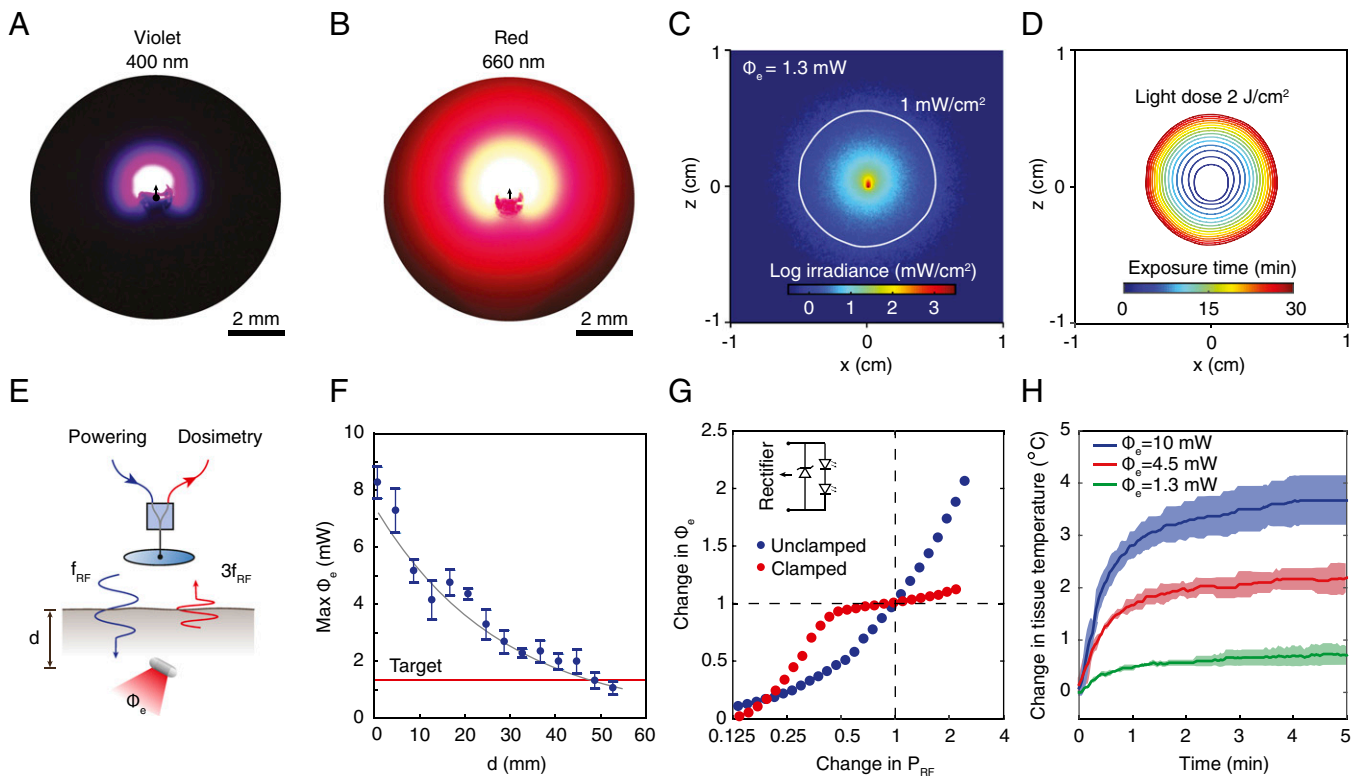 A
Violet
400 nm
2 mm
B
Red
660 nm
2 mm
C
Φe = 1.3 mW
1 mW/cm²
Log irradiance (mW/cm²)
0 1 2 3
1
0
-1
z (cm)
-1 0 1
x (cm)
D
Light dose 2 J/cm²
Exposure time (min)
0 15 30
1
0
-1
z (cm)
-1 0 1
x (cm)
E
Powering Dosimetry
fRF 3fRF
d
Φe
F
10
8
6
4
2
0
Max Φe (mW)
Target
0 10 20 30 40 50 60
d (mm)
G
2.5
2
1.5
1
0.5
0
Change in Φe
Rectifier
Unclamped
Clamped
0.125 0.25 0.5 1 2 4
Change in PRF
H
5
4
3
2
1
0
Change in tissue temperature (°C)
Φe=10 mW
Φe=4.5 mW
Φe=1.3 mW
0 1 2 3 4 5
Time (min)